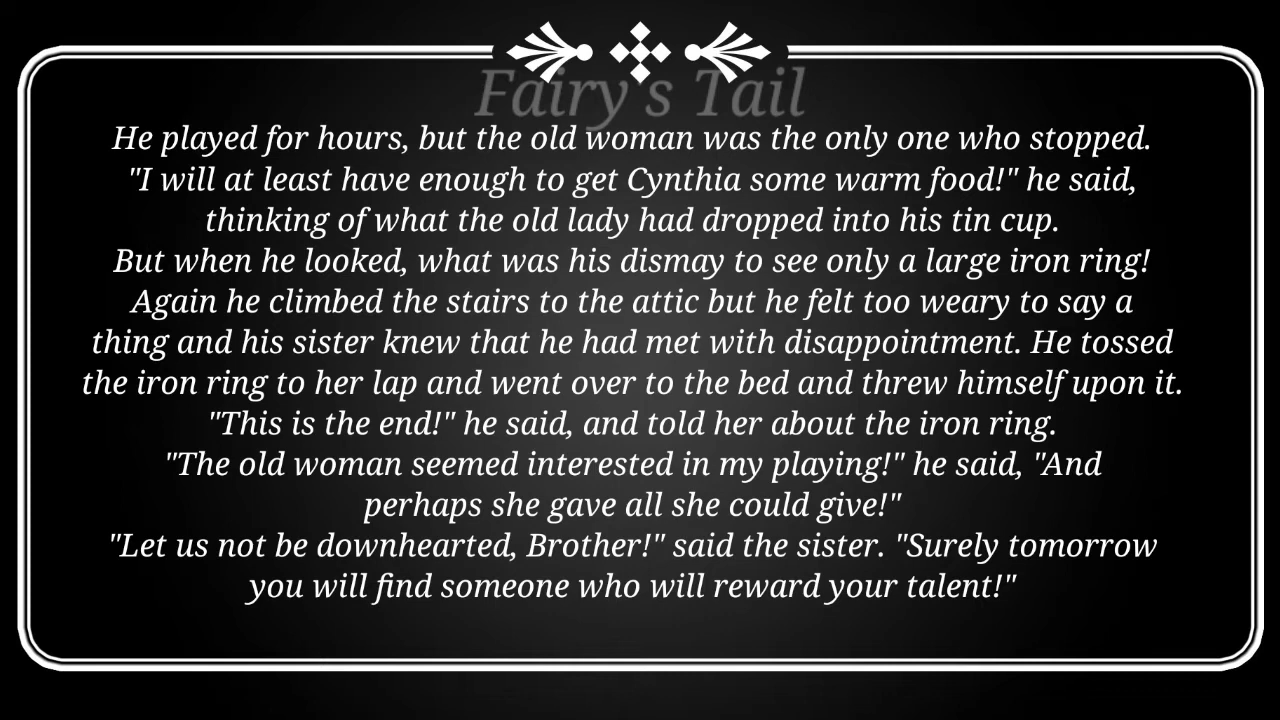 Fairy's Tail
He played for hours, but the old woman was the only one who stopped.
"I will at least have enough to get Cynthia some warm food!" he said,
thinking of what the old lady had dropped into his tin cup.
But when he looked, what was his dismay to see only a large iron ring!
Again he climbed the stairs to the attic but he felt too weary to say a
thing and his sister knew that he had met with disappointment. He tossed
the iron ring to her lap and went over to the bed and threw himself upon it.
"This is the end!" he said, and told her about the iron ring.
"The old woman seemed interested in my playing!" he said, "And
perhaps she gave all she could give!"
"Let us not be downhearted, Brother!" said the sister. "Surely tomorrow
you will find someone who will reward your talent!"